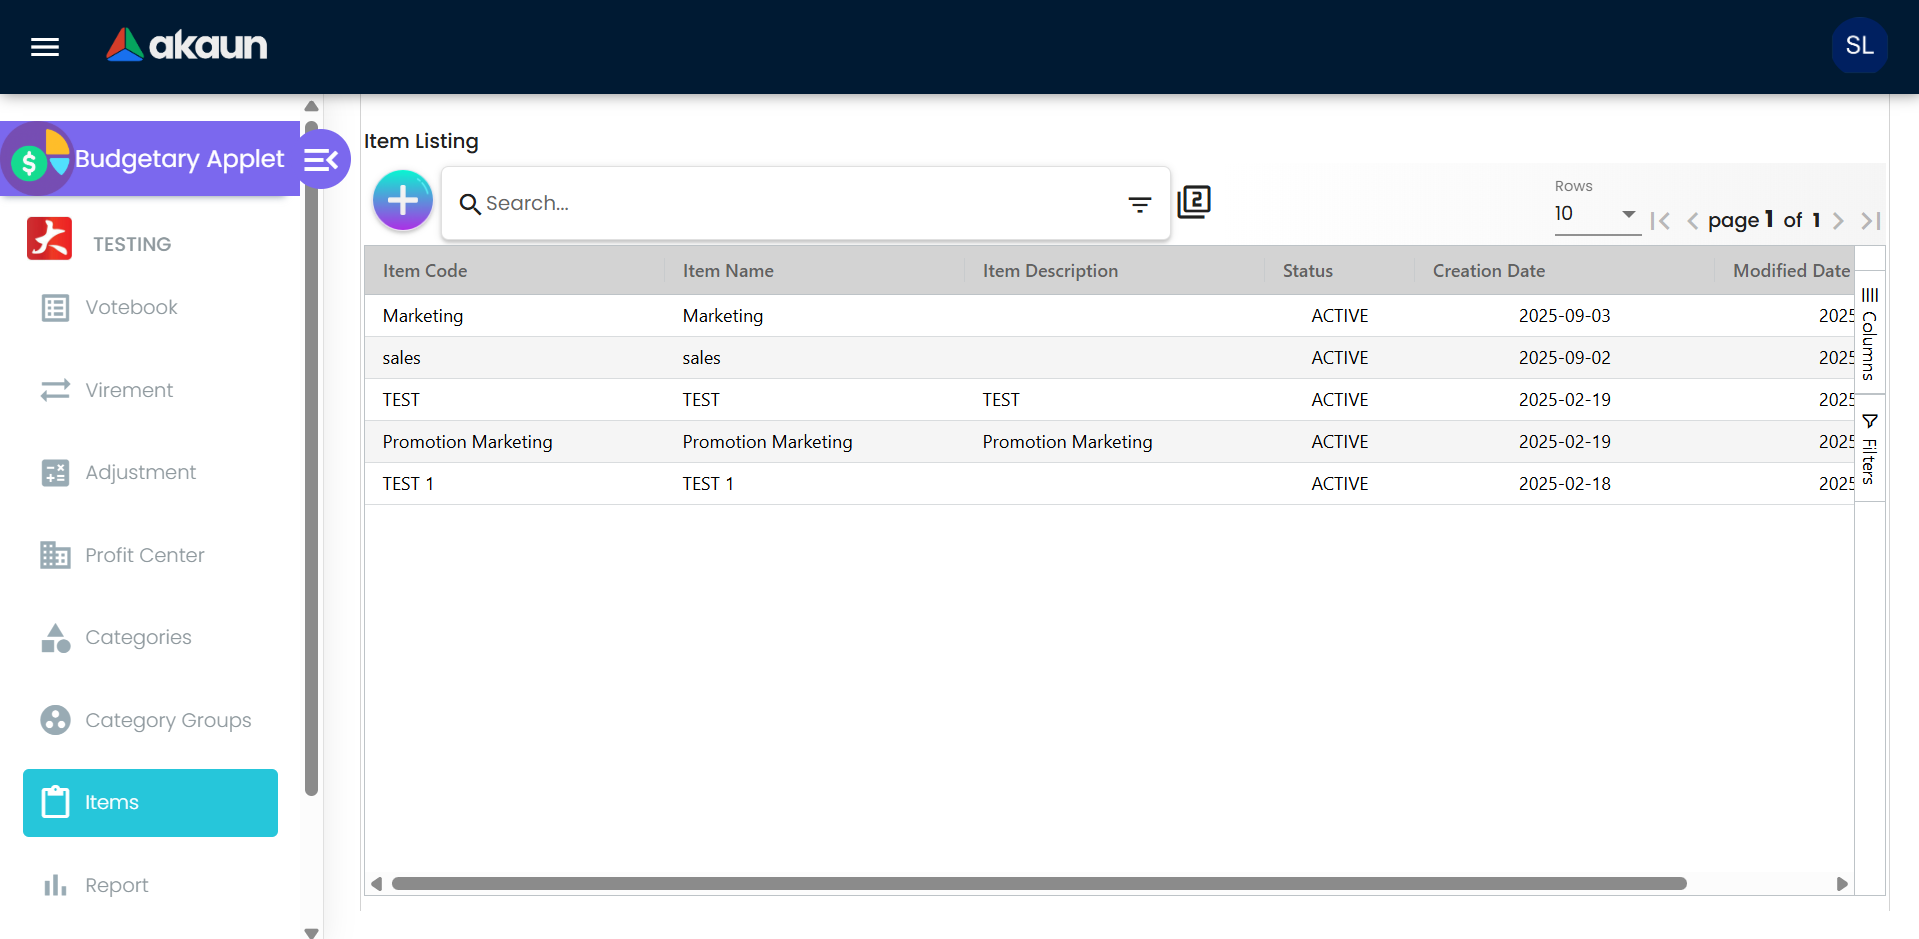 akaun
SL
Budgetary Applet
TESTING
Votebook
Virement
Adjustment
Profit Center
Categories
Category Groups
Items
Report
Item Listing
Search...
2
Rows
10
page 1 of 1
Item Code Item Name Item Description Status Creation Date Modified Date
Marketing Marketing ACTIVE 2025-09-03 2025
sales sales ACTIVE 2025-09-02 2025
TEST TEST TEST ACTIVE 2025-02-19 2025
Promotion Marketing Promotion Marketing Promotion Marketing ACTIVE 2025-02-19 2025
TEST 1 TEST 1 ACTIVE 2025-02-18 2025
Columns
Filters